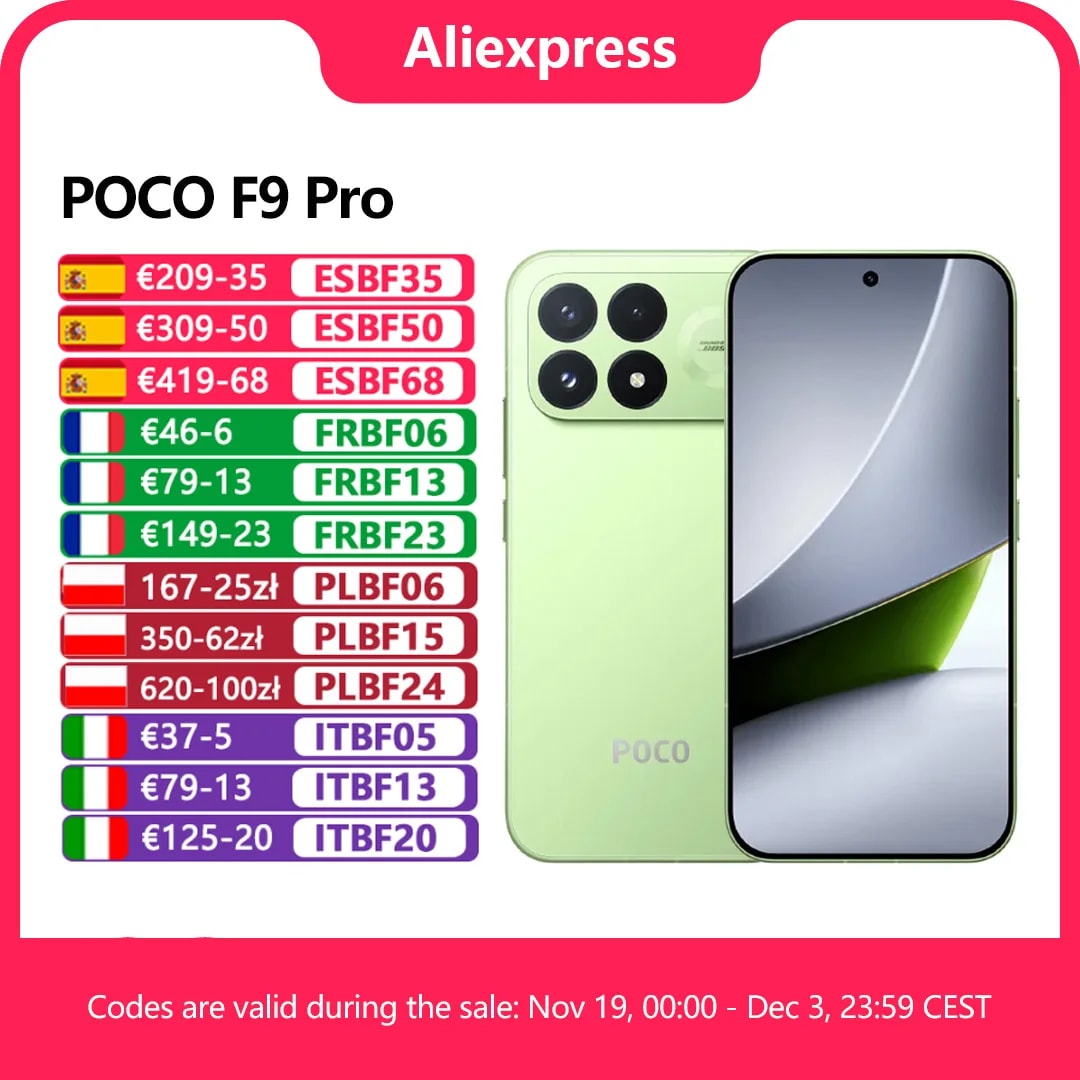 Aliexpress
POCO F9 Pro
€209-35 ESBF35
€309-50 ESBF50
€419-68 ESBF68
€46-6 FRBF06
€79-13 FRBF13
€149-23 FRBF23
167-25zł PLBF06
350-62zł PLBF15
620-100zł PLBF24
€37-5 ITBF05
€79-13 ITBF13
€125-20 ITBF20
POCO
Codes are valid during the sale: Nov 19, 00:00 - Dec 3, 23:59 CEST